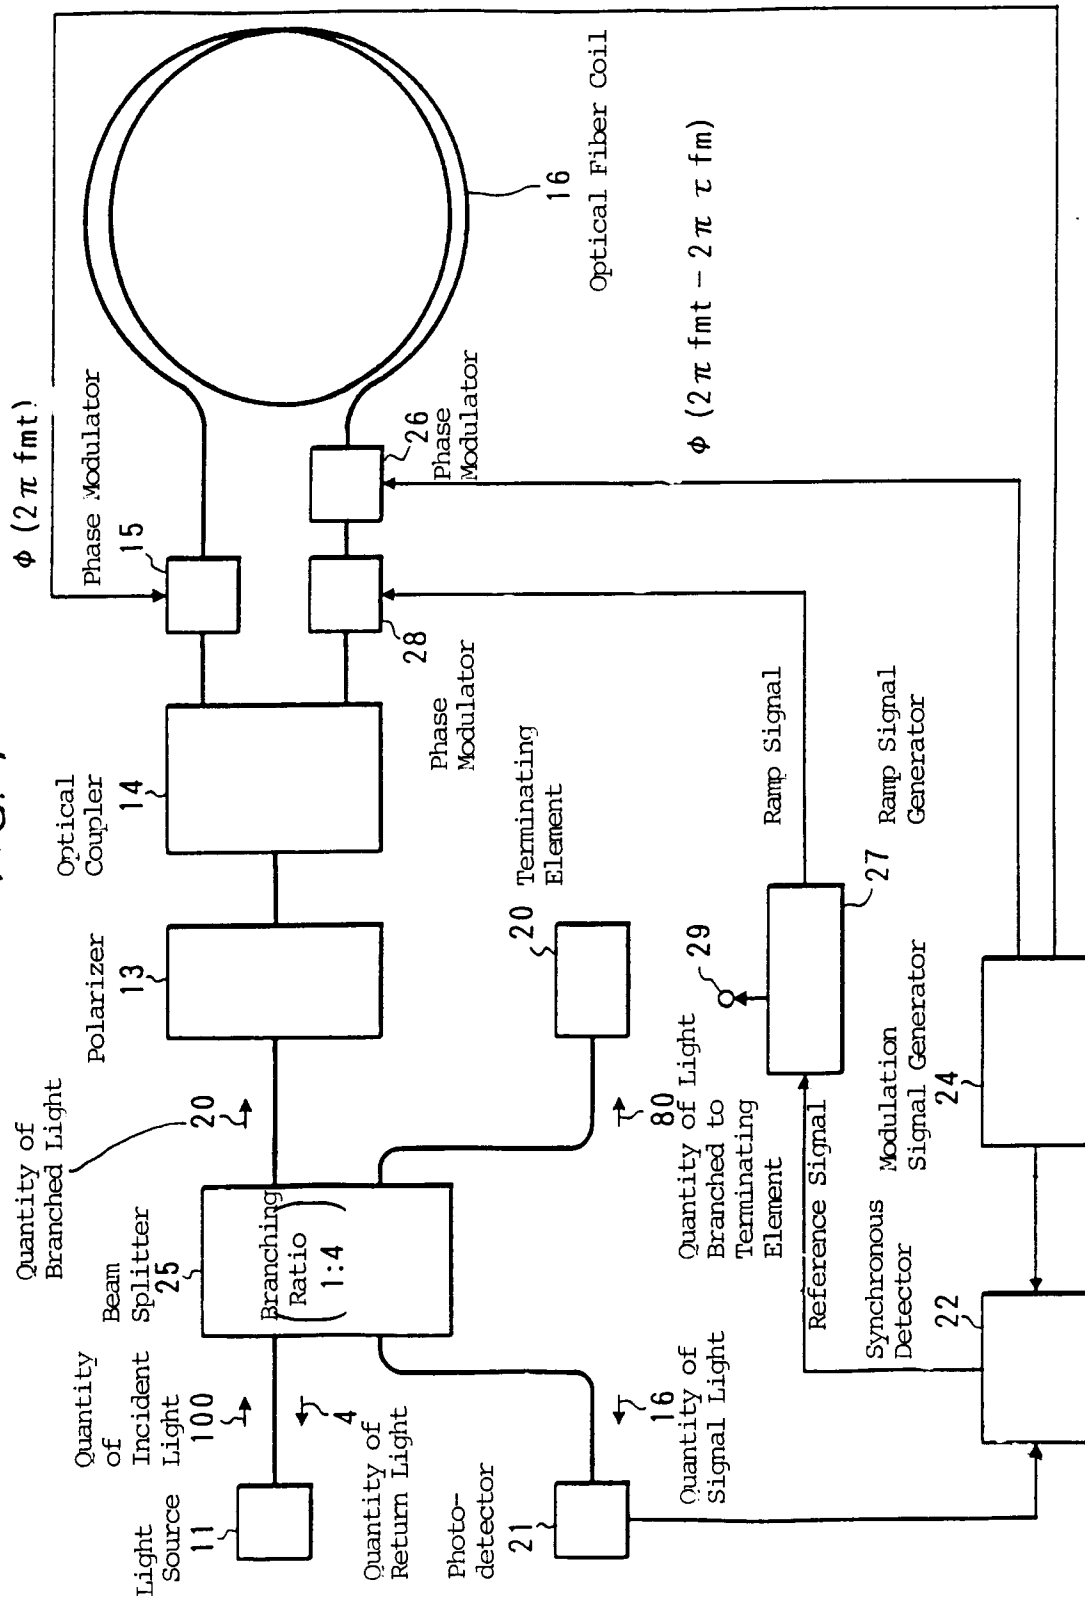 φ (2π fmt)
Phase Modulator
15
Optical
Coupler
14
Polarizer
13
Quantity of
Branched Light
20
Beam
Splitter
25
Branching
Ratio
1:4
Quantity
of
Incident
Light
100
Light
Source
11
4
Quantity of
Return Light
Photo-
detector
21
16
Quantity of
Signal Light
20
Terminating
Element
80
Quantity of Light
Branched to
Terminating
Element
28
Phase
Modulator
26
Phase
Modulator
16
Optical Fiber Coil
φ (2π fmt - 2π τ fm)
Ramp Signal
Ramp Signal
Generator
27
29
Reference Signal
Synchronous
Detector
22
Modulation
Signal Generator
24